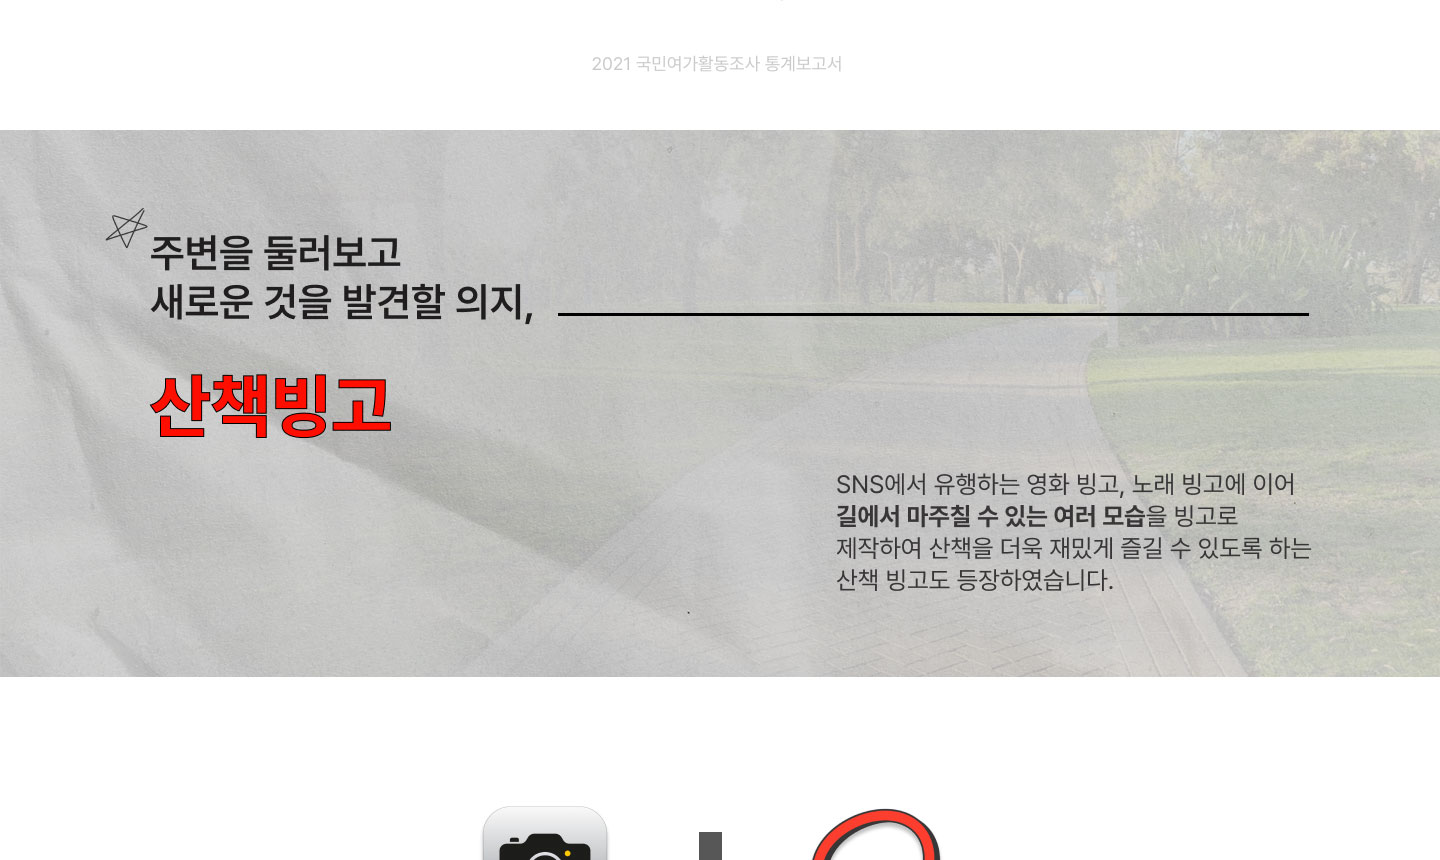 2021 국민여가활동조사 통계보고서
주변을 둘러보고
새로운 것을 발견할 의지,
산책빙고
SNS에서 유행하는 영화 빙고, 노래 빙고에 이어
길에서 마주칠 수 있는 여러 모습을 빙고로
제작하여 산책을 더욱 재밌게 즐길 수 있도록 하는
산책 빙고도 등장하였습니다.